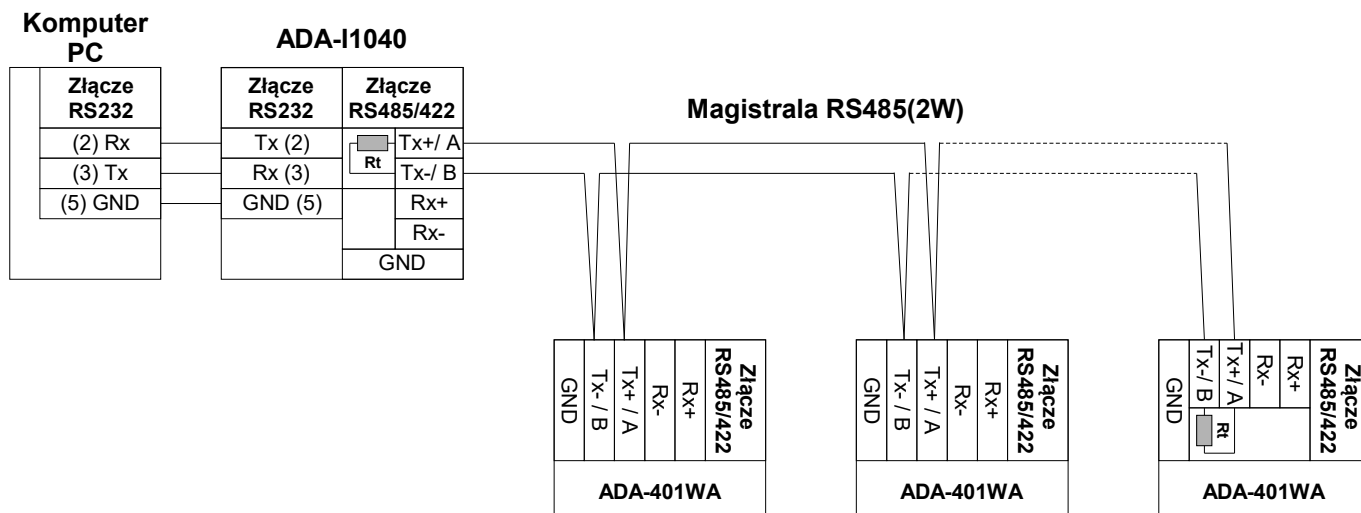 Komputer
PC
ADA-I1040
Złącze
RS232
(2) Rx
(3) Tx
(5) GND
Złącze
RS232
Tx (2)
Rx (3)
GND (5)
Złącze
RS485/422
Rt
Tx+/ A
Tx-/ B
Rx+
Rx-
GND
Magistrala RS485(2W)
GND
Tx- / B
Tx+ / A
Rx-
Rx+
Złącze
RS485/422
ADA-401WA
GND
Tx- / B
Tx+ / A
Rx-
Rx+
Złącze
RS485/422
ADA-401WA
GND
Tx-/ B
Tx+/ A
Rx-
Rx+
Rt
Złącze
RS485/422
ADA-401WA